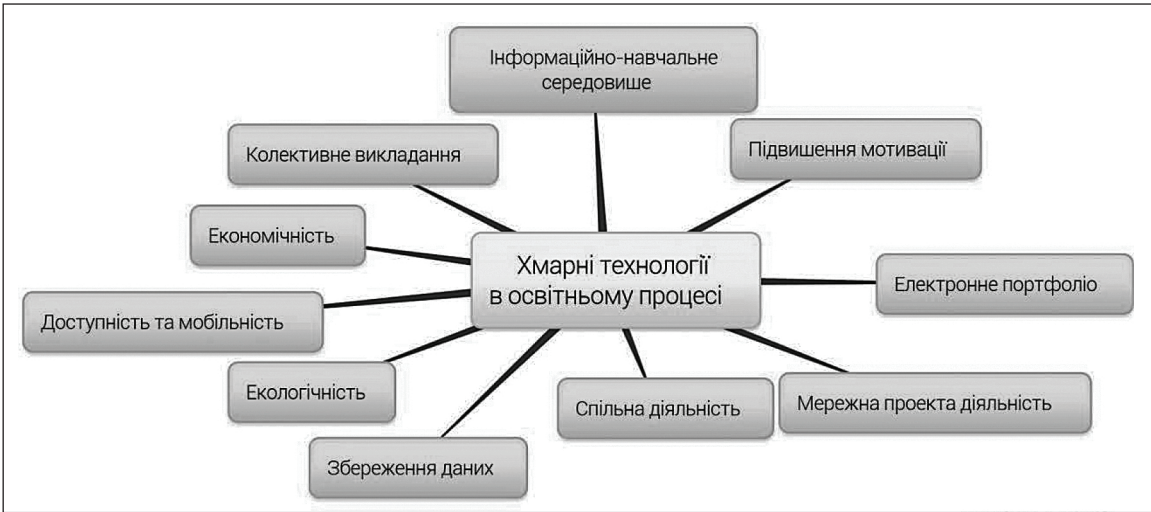 Інформаційно-навчальне
середовише
Колективне викладання
Підвишення мотивації
Економічність
Хмарні технології
в освітньому процесі
Електронне портфоліо
Доступність та мобільність
Екологічність
Спільна діяльність
Мережна проекта діяльність
Збереження даних